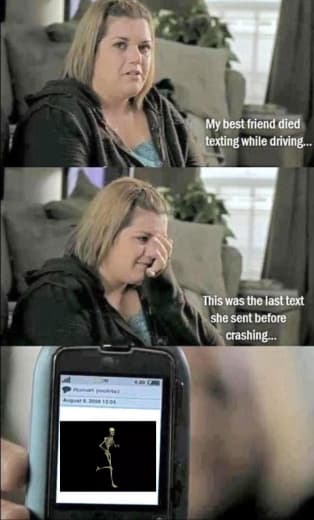 My best friend died
texting while driving...
This was the last text
she sent before
crashing...
August 6, 2008 12:04